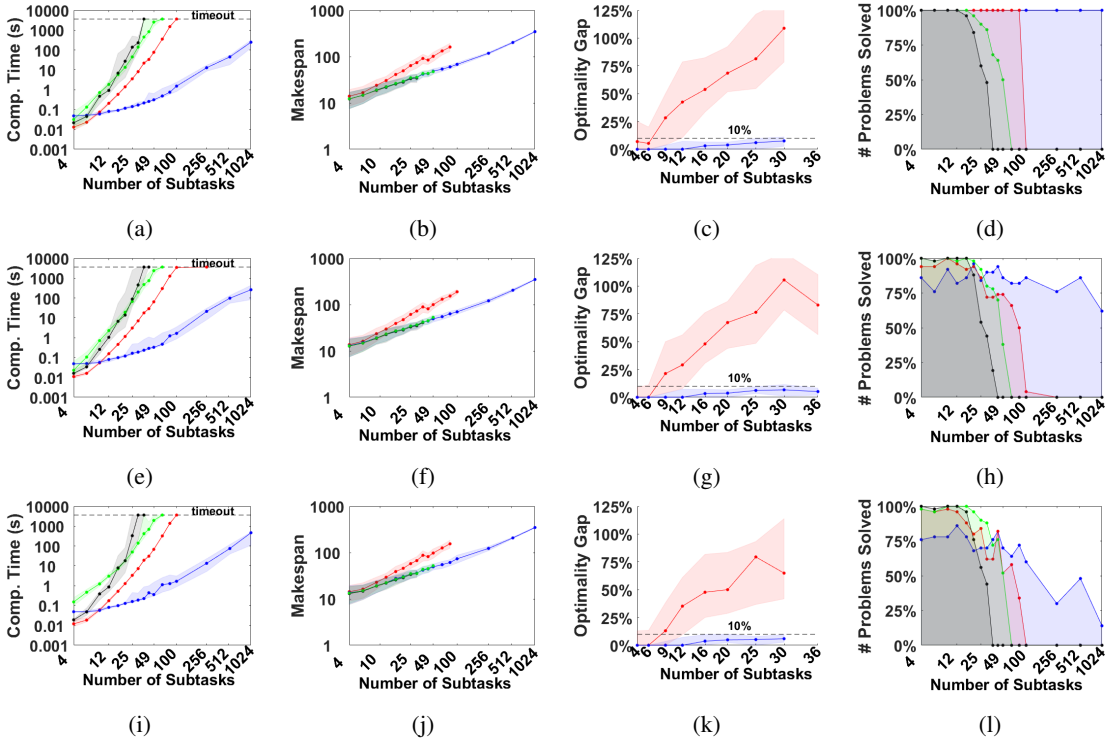 10000
1000
100
10
1
0.1
0.01
0.001
Comp. Time (s)
timeout
4 12 25 49 100 256 512 1024
Number of Subtasks
(a)
1000
100
10
1
Makespan
4 10 25 49 100 256 512 1024
Number of Subtasks
(b)
125%
100%
75%
50%
25%
0%
Optimality Gap
10%
4 6 9 12 16 20 25 30 36
Number of Subtasks
(c)
100%
75%
50%
25%
0%
# Problems Solved
4 12 25 49 100 256 512 1024
Number of Subtasks
(d)
10000
1000
100
10
1
0.1
0.01
0.001
Comp. Time (s)
timeout
4 12 25 49 100 256 512 1024
Number of Subtasks
(e)
1000
100
10
1
Makespan
4 10 25 49 100 256 512 1024
Number of Subtasks
(f)
125%
100%
75%
50%
25%
0%
Optimality Gap
10%
4 6 9 12 16 20 25 30 36
Number of Subtasks
(g)
100%
75%
50%
25%
0%
# Problems Solved
4 12 25 49 100 256 512 1024
Number of Subtasks
(h)
10000
1000
100
10
1
0.1
0.01
0.001
Comp. Time (s)
timeout
4 12 25 49 100 256 512 1024
Number of Subtasks
(i)
1000
100
10
1
Makespan
4 10 25 49 100 256 512 1024
Number of Subtasks
(j)
125%
100%
75%
50%
25%
0%
Optimality Gap
10%
4 6 9 12 16 20 25 30 36
Number of Subtasks
(k)
100%
75%
50%
25%
0%
# Problems Solved
4 12 25 49 100 256 512 1024
Number of Subtasks
(l)